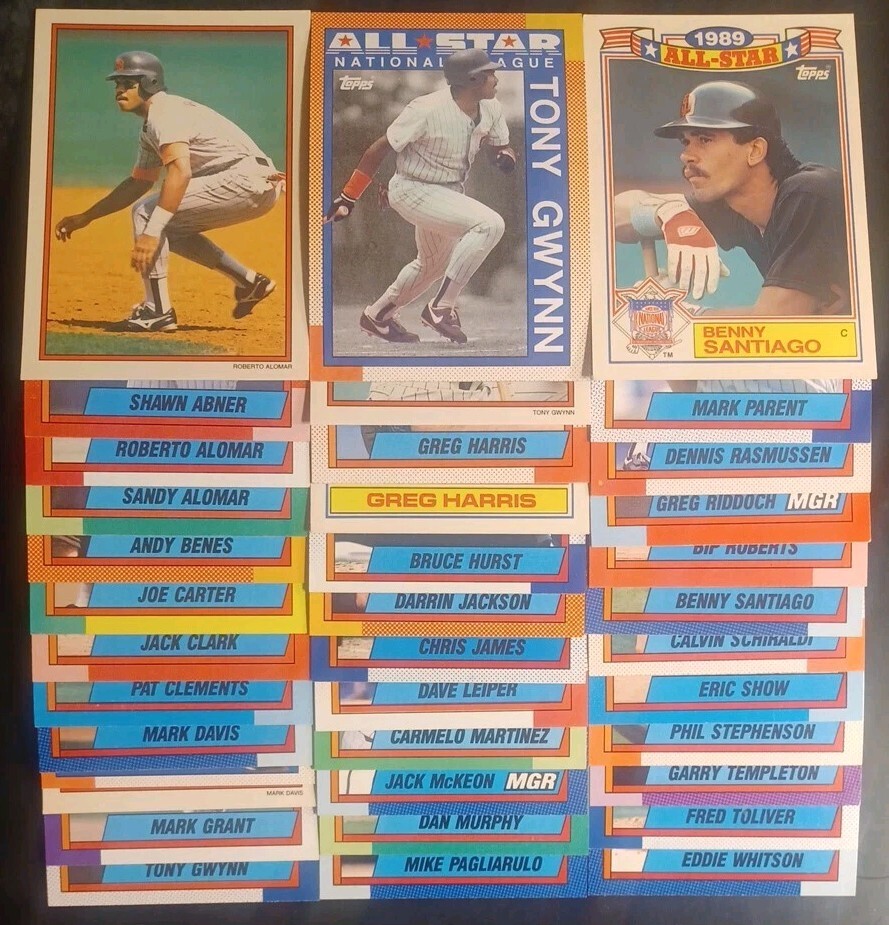 ROBERTO ALOMAR
ALL STAR
NATIONAL LEAGUE
Topps
TONY GWYNN
1989
ALL-STAR
Topps
NATIONAL
TM
BENNY
SANTIAGO
C
SHAWN ABNER
ROBERTO ALOMAR
SANDY ALOMAR
ANDY BENES
JOE CARTER
JACK CLARK
PAT CLEMENTS
MARK DAVIS
MARK DAVIS
MARK GRANT
TONY GWYNN
TONY GWYNN
GREG HARRIS
GREG HARRIS
BRUCE HURST
DARRIN JACKSON
CHRIS JAMES
DAVE LEIPER
CARMELO MARTINEZ
JACK McKEON MGR
DAN MURPHY
MIKE PAGLIARULO
MARK PARENT
DENNIS RASMUSSEN
GREG RIDDOCH MGR
BIP ROBERTS
BENNY SANTIAGO
CALVIN SCHIRALDI
ERIC SHOW
PHIL STEPHENSON
GARRY TEMPLETON
FRED TOLIVER
EDDIE WHITSON